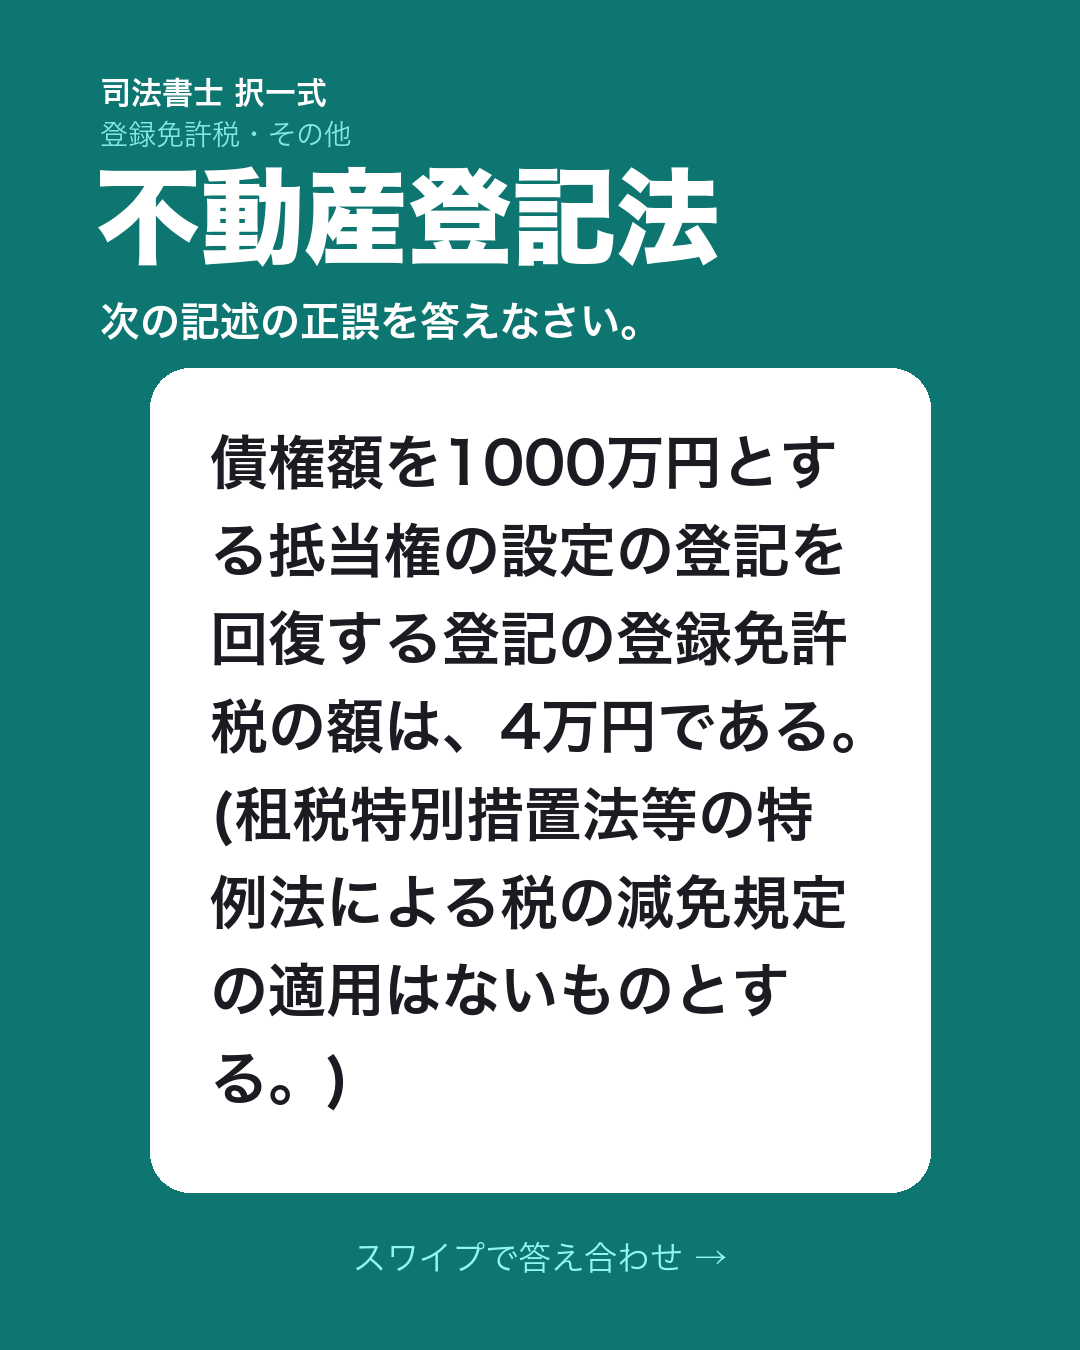 司法書士 択一式
登録免許税・その他
不動産登記法
次の記述の正誤を答えなさい。
債権額を1000万円とす
る抵当権の設定の登記を
回復する登記の登録免許
税の額は、4万円である。
(租税特別措置法等の特
例法による税の減免規定
の適用はないものとす
る。)
スワイプで答え合わせ →